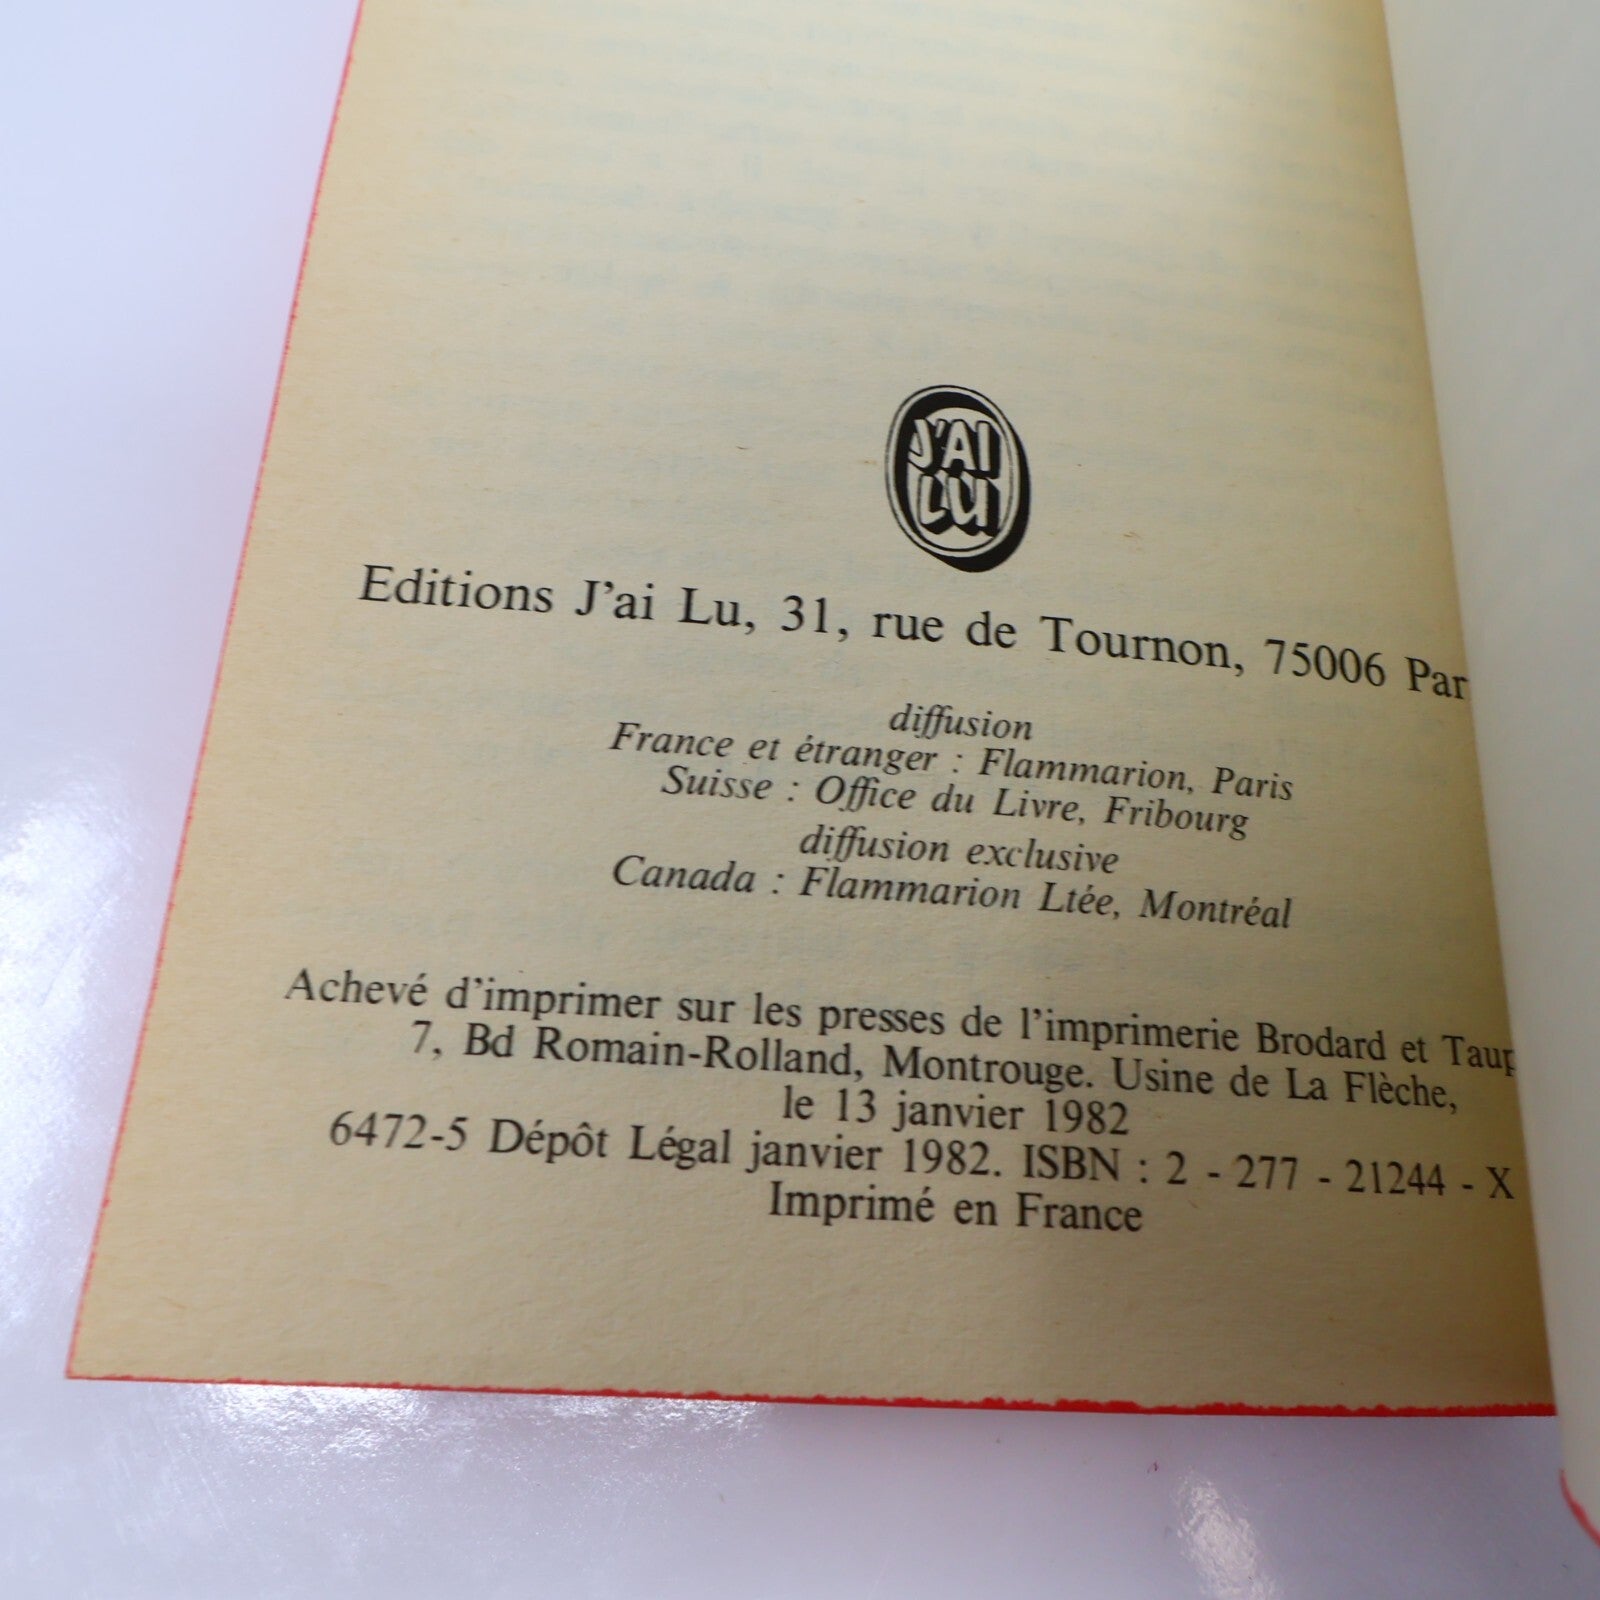 J'AI
LU
Editions J'ai Lu, 31, rue de Tournon, 75006 Par
diffusion
France et étranger : Flammarion, Paris
Suisse : Office du Livre, Fribourg
diffusion exclusive
Canada : Flammarion Ltée, Montréal
Achevé d'imprimer sur les presses de l'imprimerie Brodard et Taup
7, Bd Romain-Rolland, Montrouge. Usine de La Flèche,
le 13 janvier 1982
6472-5 Dépôt Légal janvier 1982. ISBN : 2 - 277 - 21244 - X
Imprimé en France